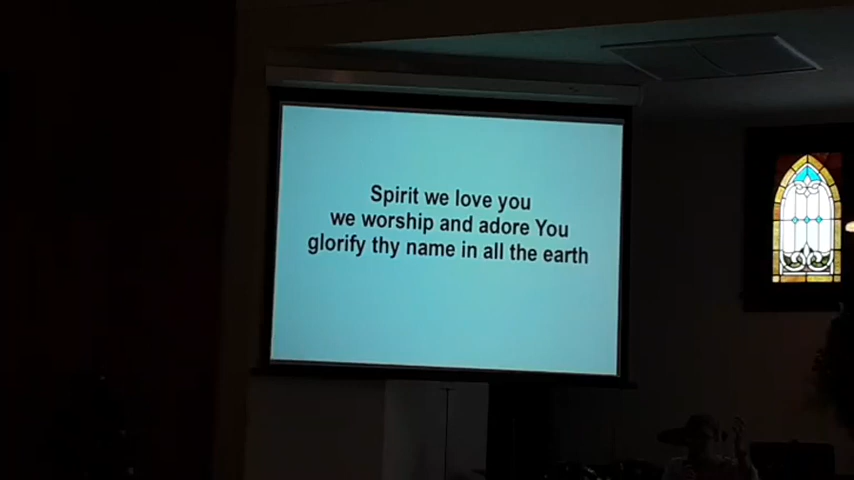 Spirit we love you
we worship and adore You
glorify thy name in all the earth